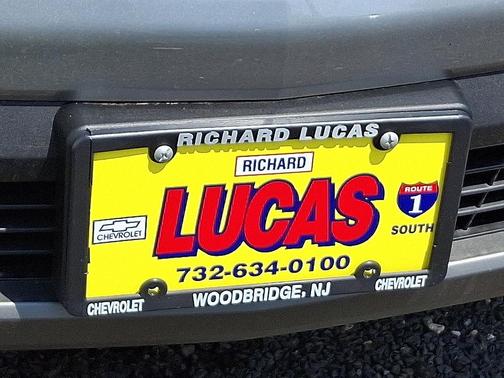 RICHARD LUCAS
RICHARD
LUCAS
ROUTE
1
SOUTH
CHEVROLET
732-634-0100
CHEVROLET
WOODBRIDGE, NJ
CHEVROLET